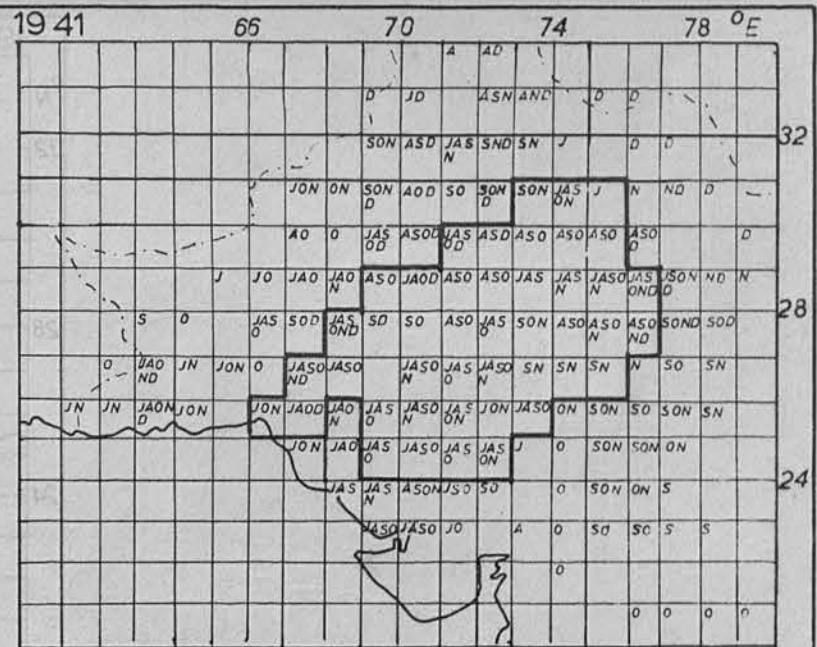 19 41 66 70 74 78 °E
A AD
D JD ASN AND D D
32
SON ASD JAS SND SN J D D
N
JON ON SON AOD SO SON SON JAS J N ND D
D D ON
AO O JAS ASOD JAS ASD ASO ASO ASO ASO D
OD OD D
J JO JAO JAO ASO JAOD ASO ASO JAS JAS JASO JAS JSON ND N
N N N OND D
28
S O JAS SOD JAS SD SO ASO JAS SON ASO ASO ASO SOND SOD
O OND O N ND
O JAO JN JON O JASO JASO JASO JAS JASO SN SN SN N SO SN
ND ND N O N
JN JN JAON JON JON JAOD JAO JAS JASO JAS JON JASO ON SON SO SON SN
D N O N ON
JON JAO JAS JASO JAS JAS J O SON SON ON
O O ON
24
JAS JAS ASON JSO SO O SON ON S
N
JASO JASO JO A O SO SO S S
O
O O O O